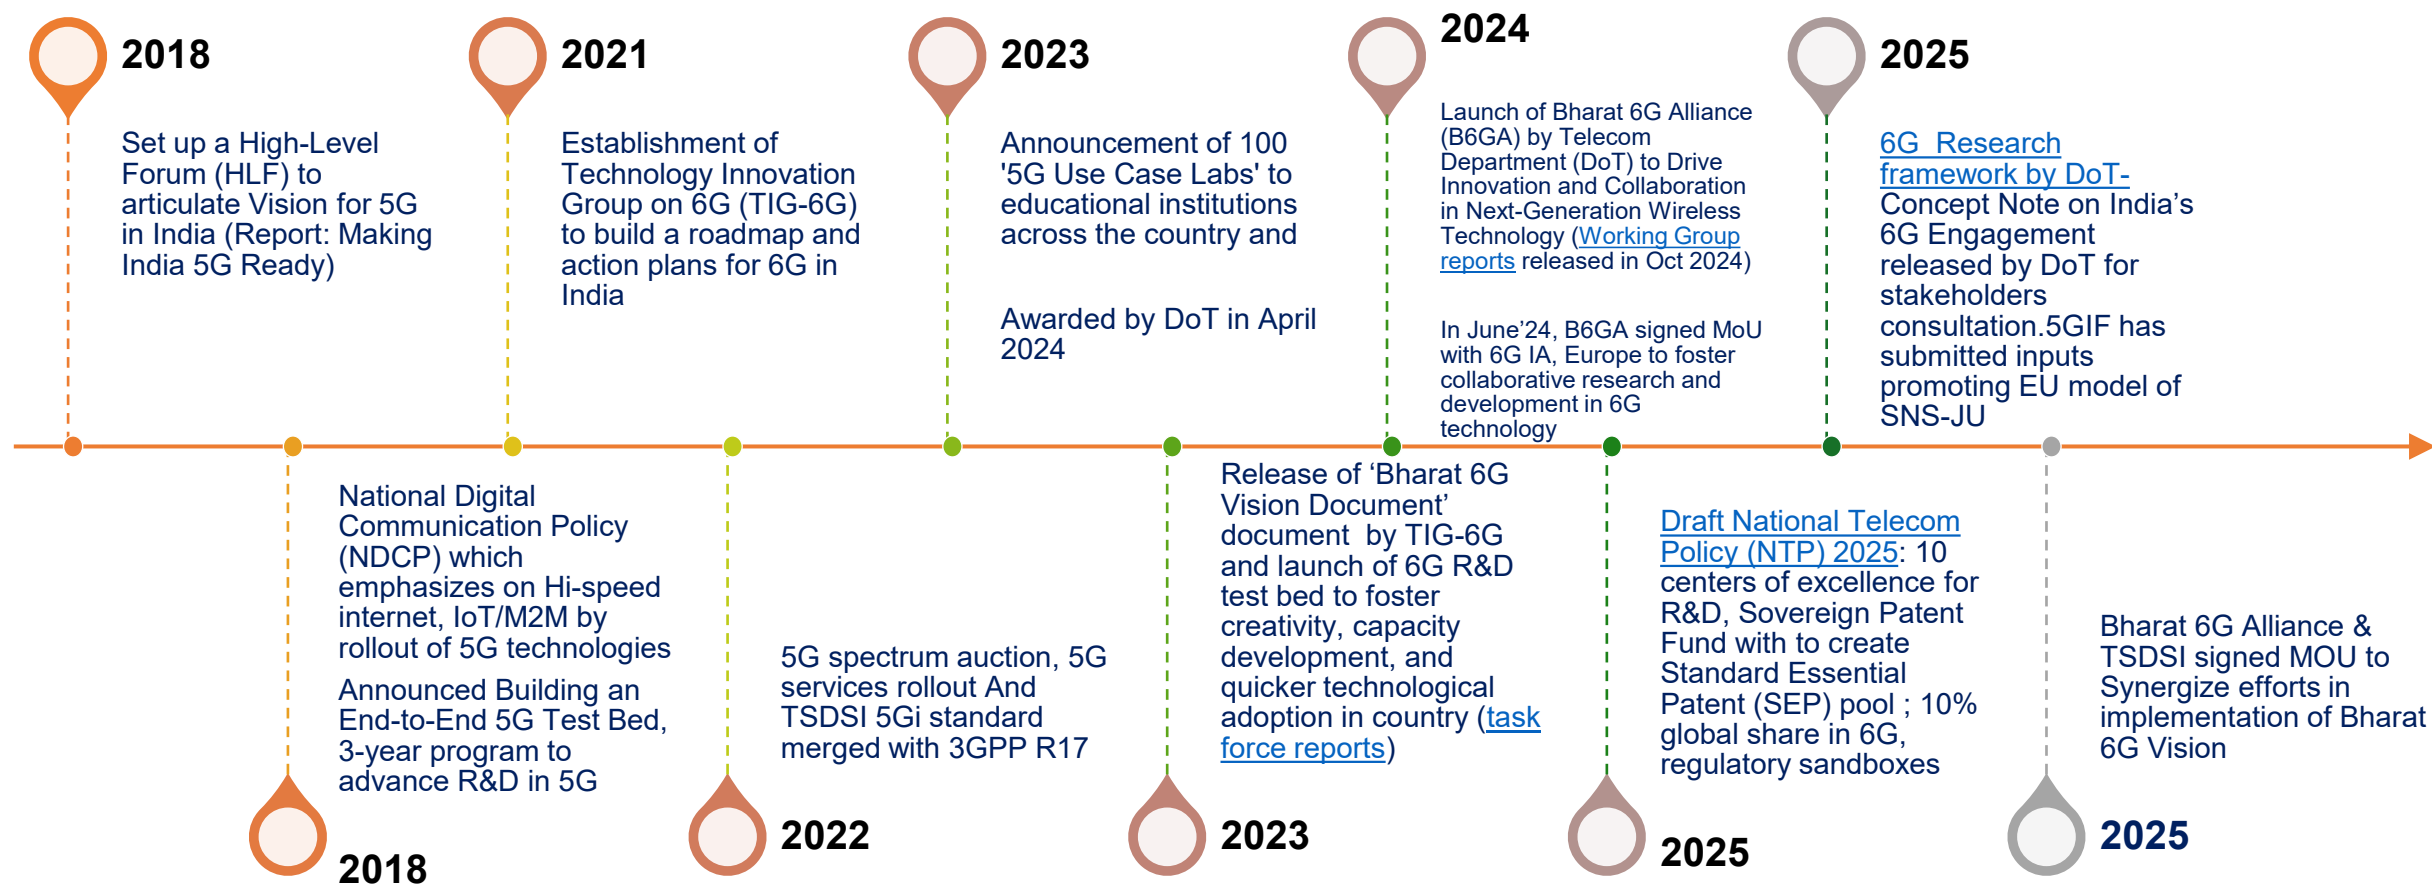 2018
Set up a High-Level
Forum (HLF) to
articulate Vision for 5G
in India (Report: Making
India 5G Ready)
2021
Establishment of
Technology Innovation
Group on 6G (TIG-6G)
to build a roadmap and
action plans for 6G in
India
2023
Announcement of 100
'5G Use Case Labs' to
educational institutions
across the country and
Awarded by DoT in April
2024
2024
Launch of Bharat 6G Alliance
(B6GA) by Telecom
Department (DoT) to Drive
Innovation and Collaboration
in Next-Generation Wireless
Technology (Working Group
reports released in Oct 2024)
In June’24, B6GA signed MoU
with 6G IA, Europe to foster
collaborative research and
development in 6G
technology
2025
6G  Research
framework by DoT-
Concept Note on India’s
6G Engagement
released by DoT for
stakeholders
consultation.5GIF has
submitted inputs
promoting EU model of
SNS-JU
National Digital
Communication Policy
(NDCP) which
emphasizes on Hi-speed
internet, IoT/M2M by
rollout of 5G technologies
Announced Building an
End-to-End 5G Test Bed,
3-year program to
advance R&D in 5G
2018
5G spectrum auction, 5G
services rollout And
TSDSI 5Gi standard
merged with 3GPP R17
2022
Release of ‘Bharat 6G
Vision Document’
document  by TIG-6G
and launch of 6G R&D
test bed to foster
creativity, capacity
development, and
quicker technological
adoption in country (task
force reports)
2023
Draft National Telecom
Policy (NTP) 2025: 10
centers of excellence for
R&D, Sovereign Patent
Fund with to create
Standard Essential
Patent (SEP) pool ; 10%
global share in 6G,
regulatory sandboxes
2025
Bharat 6G Alliance &
TSDSI signed MOU to
Synergize efforts in
implementation of Bharat
6G Vision
2025